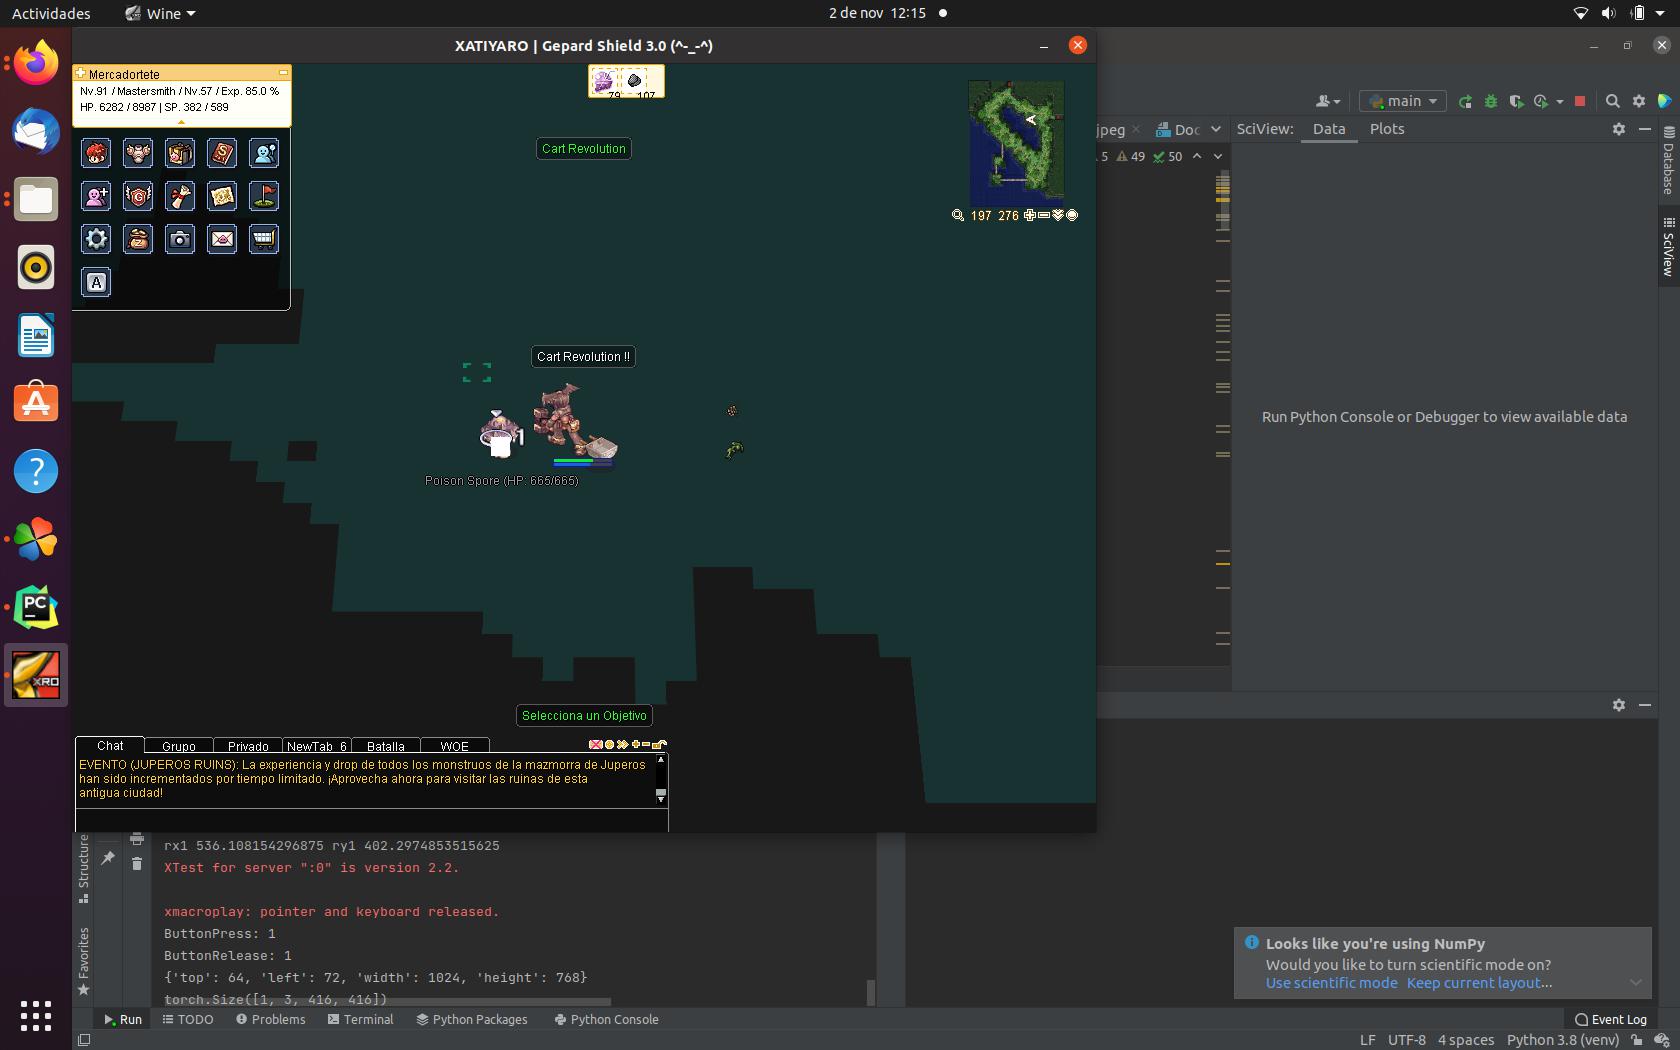 Actividades
Wine
2 de nov 12:15
XATIYARO | Gepard Shield 3.0 (^-_-^)
Mercadortete
Nv.91 / Mastersmith / Nv.57 / Exp. 85.0 %
HP. 6282 / 8987 | SP. 382 / 589
79 107
Cart Revolution
197 276
A
Cart Revolution !!
1
Poison Spore (HP: 665/665)
Selecciona un Objetivo
Chat Grupo Privado NewTab_6 Batalla WOE
EVENTO (JUPEROS RUINS): La experiencia y drop de todos los monstruos de la mazmorra de Juperos
han sido incrementados por tiempo limitado. ¡Aprovecha ahora para visitar las ruinas de esta
antigua ciudad!
main
jpeg Doc
SciView: Data Plots
5 49 50
Database
SciView
Run Python Console or Debugger to view available data
XRO
PC
Structure
Favorites
rx1 536.108154296875 ry1 402.2974853515625
XTest for server ":0" is version 2.2.
xmacroplay: pointer and keyboard released.
ButtonPress: 1
ButtonRelease: 1
{'top': 64, 'left': 72, 'width': 1024, 'height': 768}
torch.Size([1, 3, 416, 416])
Looks like you're using NumPy
Would you like to turn scientific mode on?
Use scientific mode Keep current layout...
Run TODO Problems Terminal Python Packages Python Console Event Log
LF UTF-8 4 spaces Python 3.8 (venv)